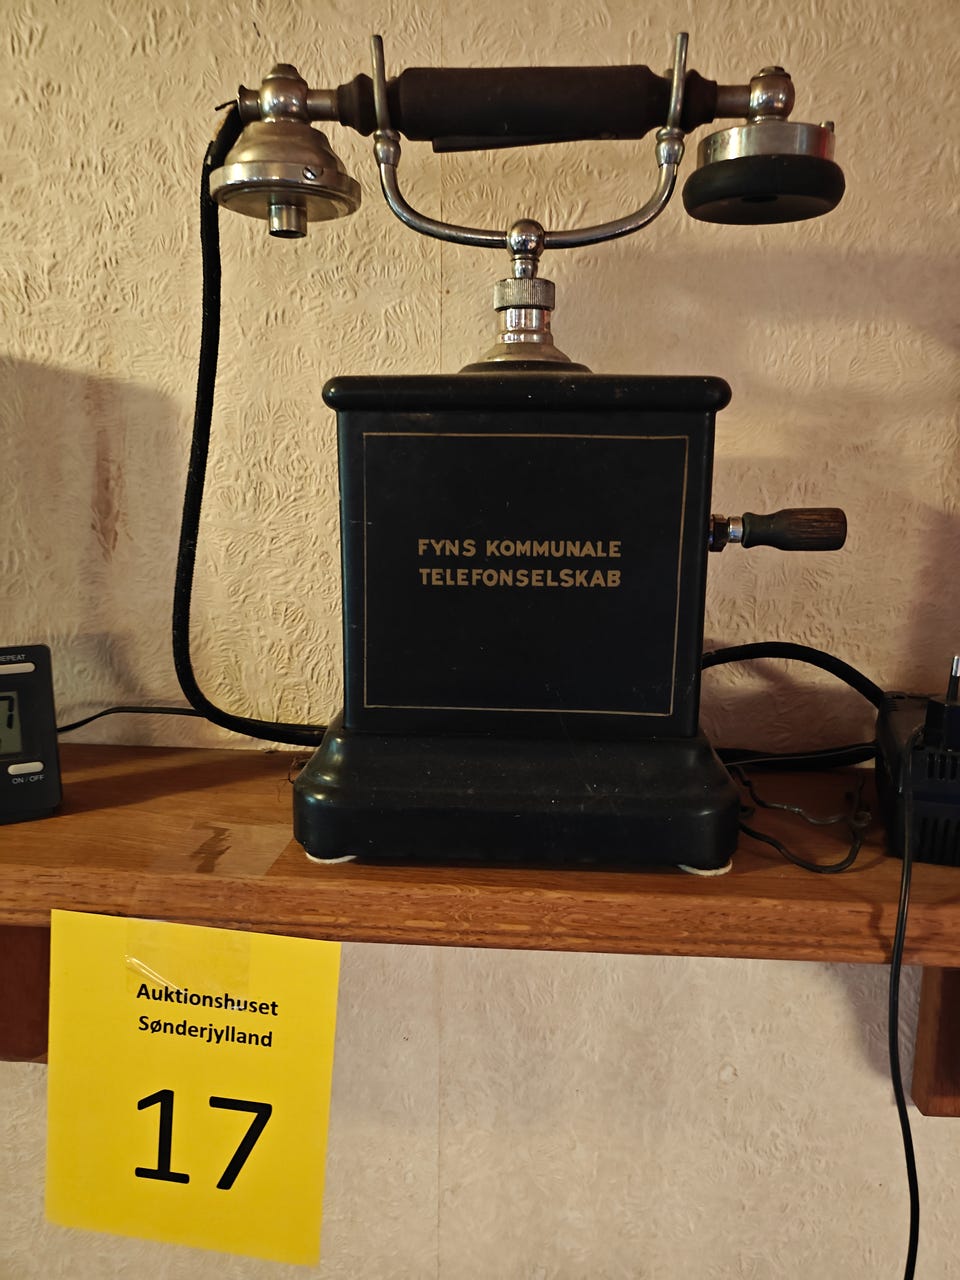 FYNS KOMMUNALE
TELEFONSELSKAB
REPEAT
ON / OFF
Auktionshuset
Sønderjylland
17